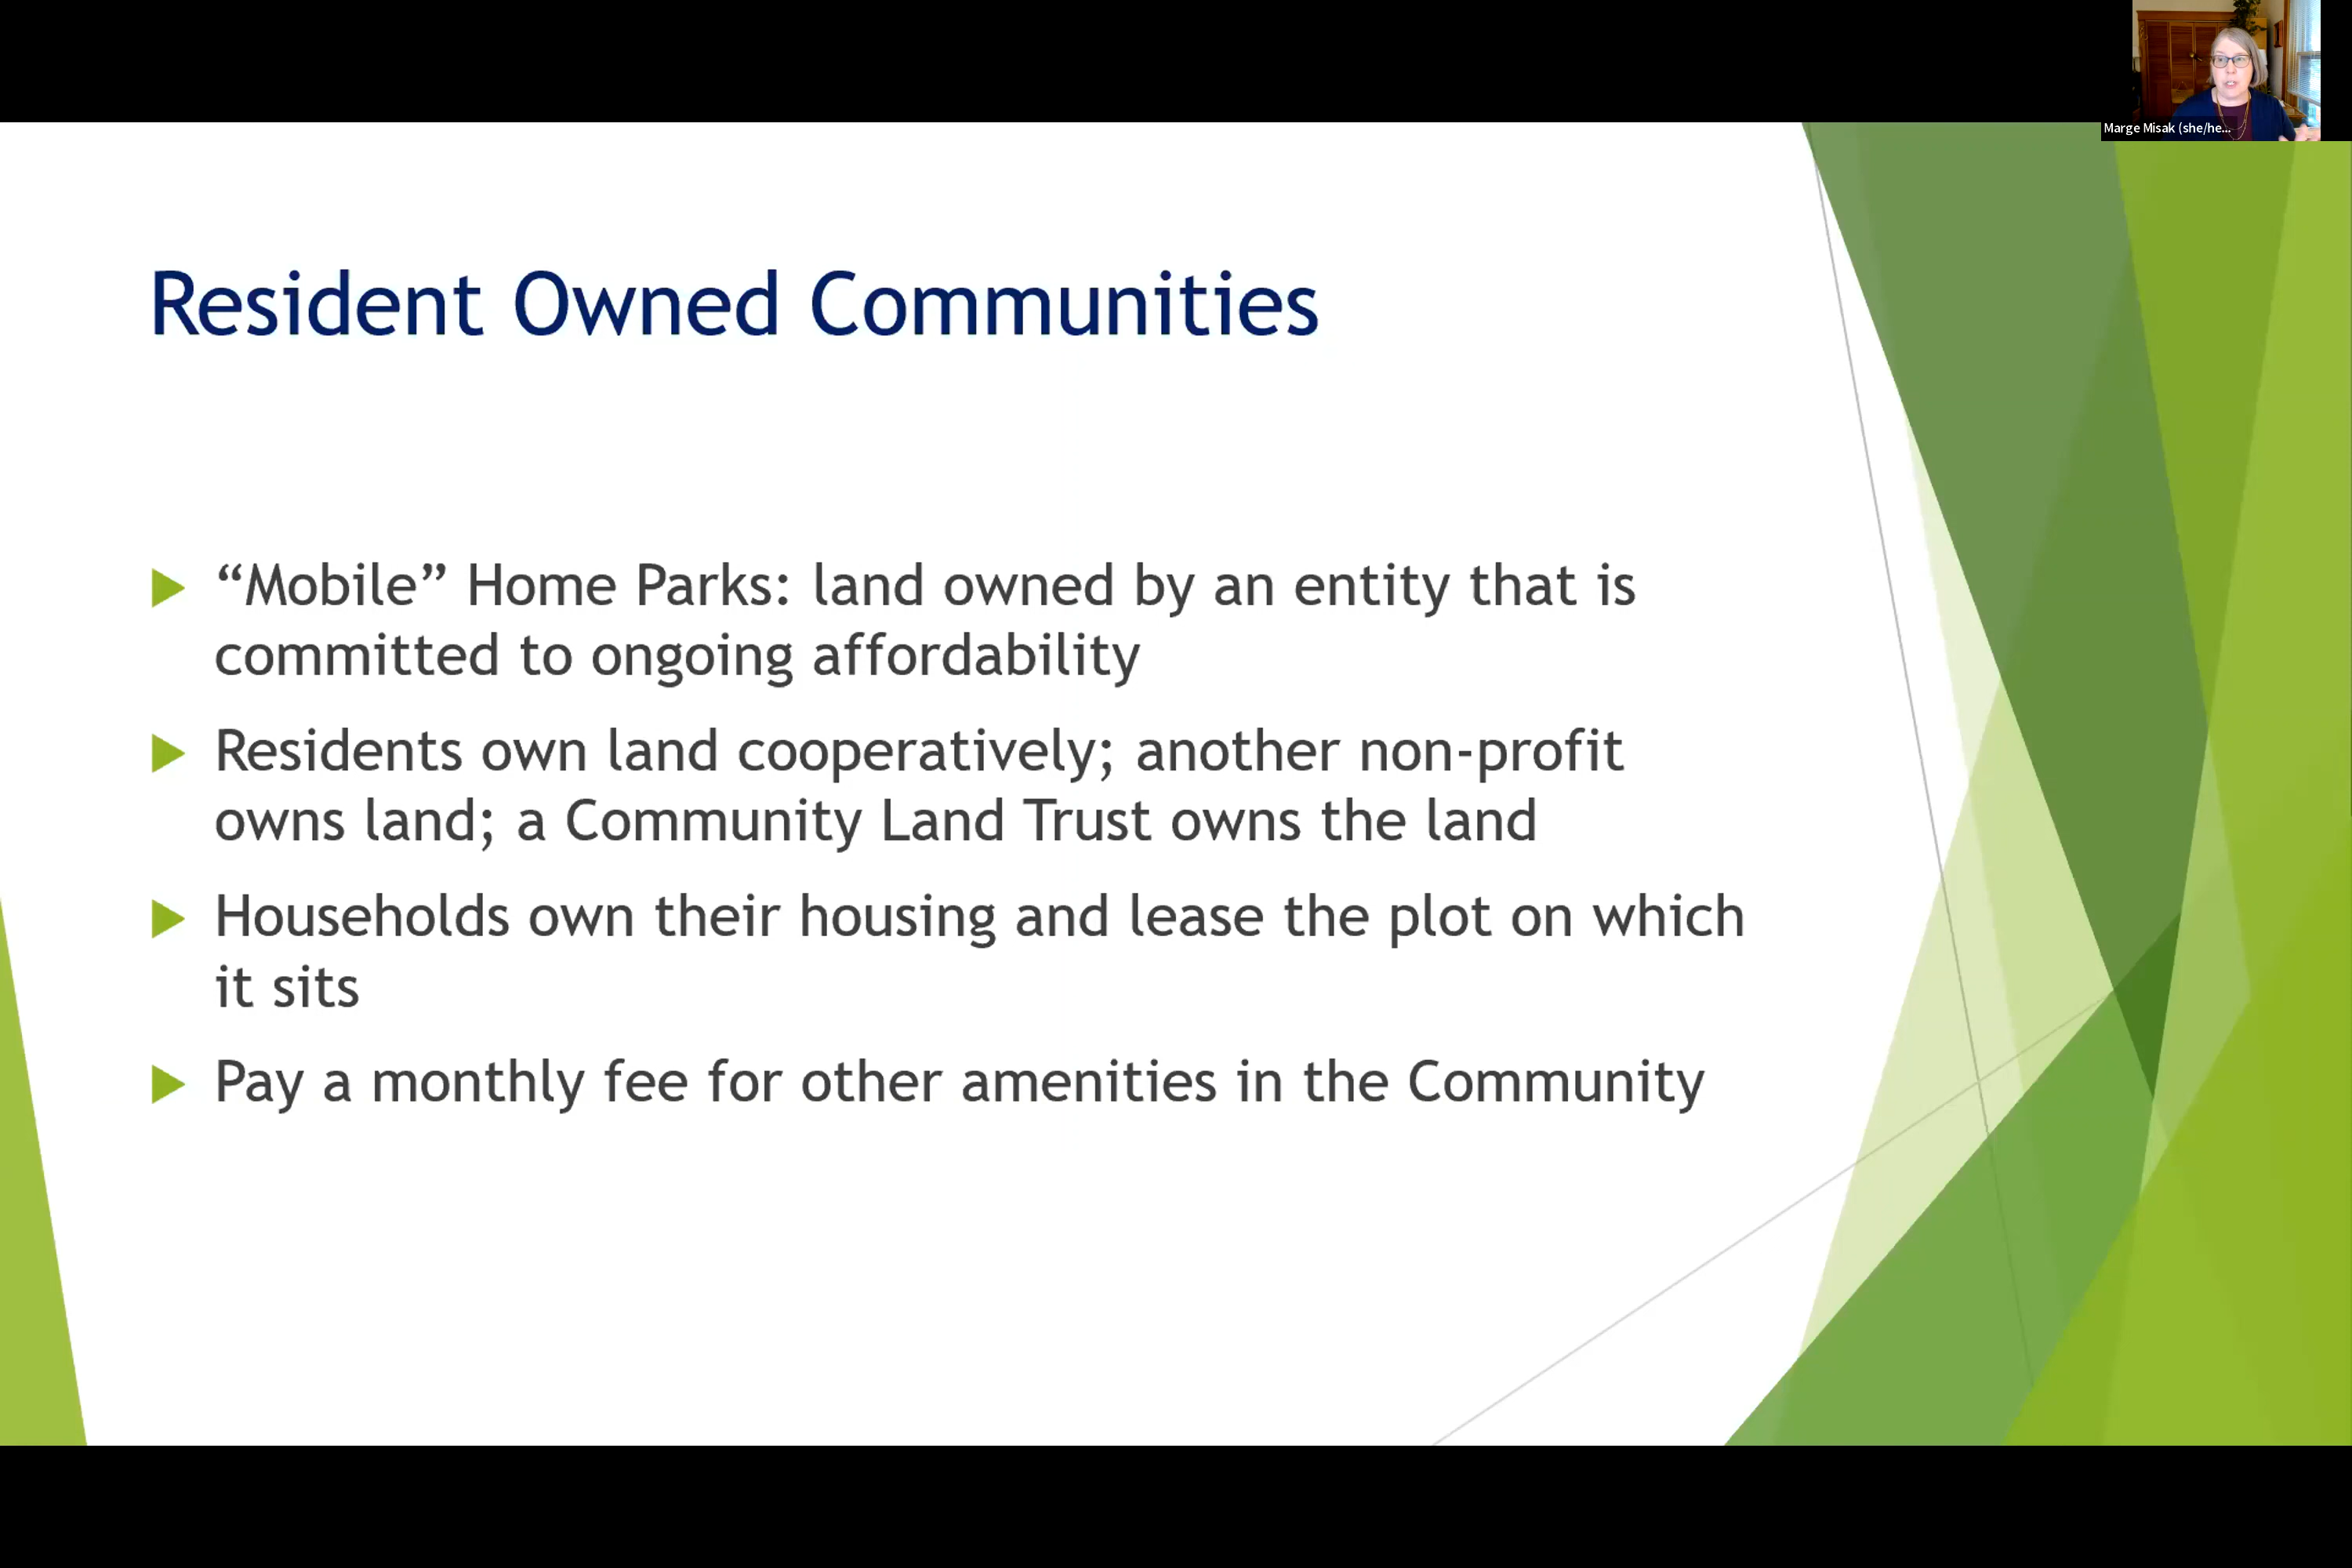 Marge Misak (she/he...
Resident Owned Communities
“Mobile” Home Parks: land owned by an entity that is
committed to ongoing affordability
Residents own land cooperatively; another non-profit
owns land; a Community Land Trust owns the land
Households own their housing and lease the plot on which
it sits
Pay a monthly fee for other amenities in the Community